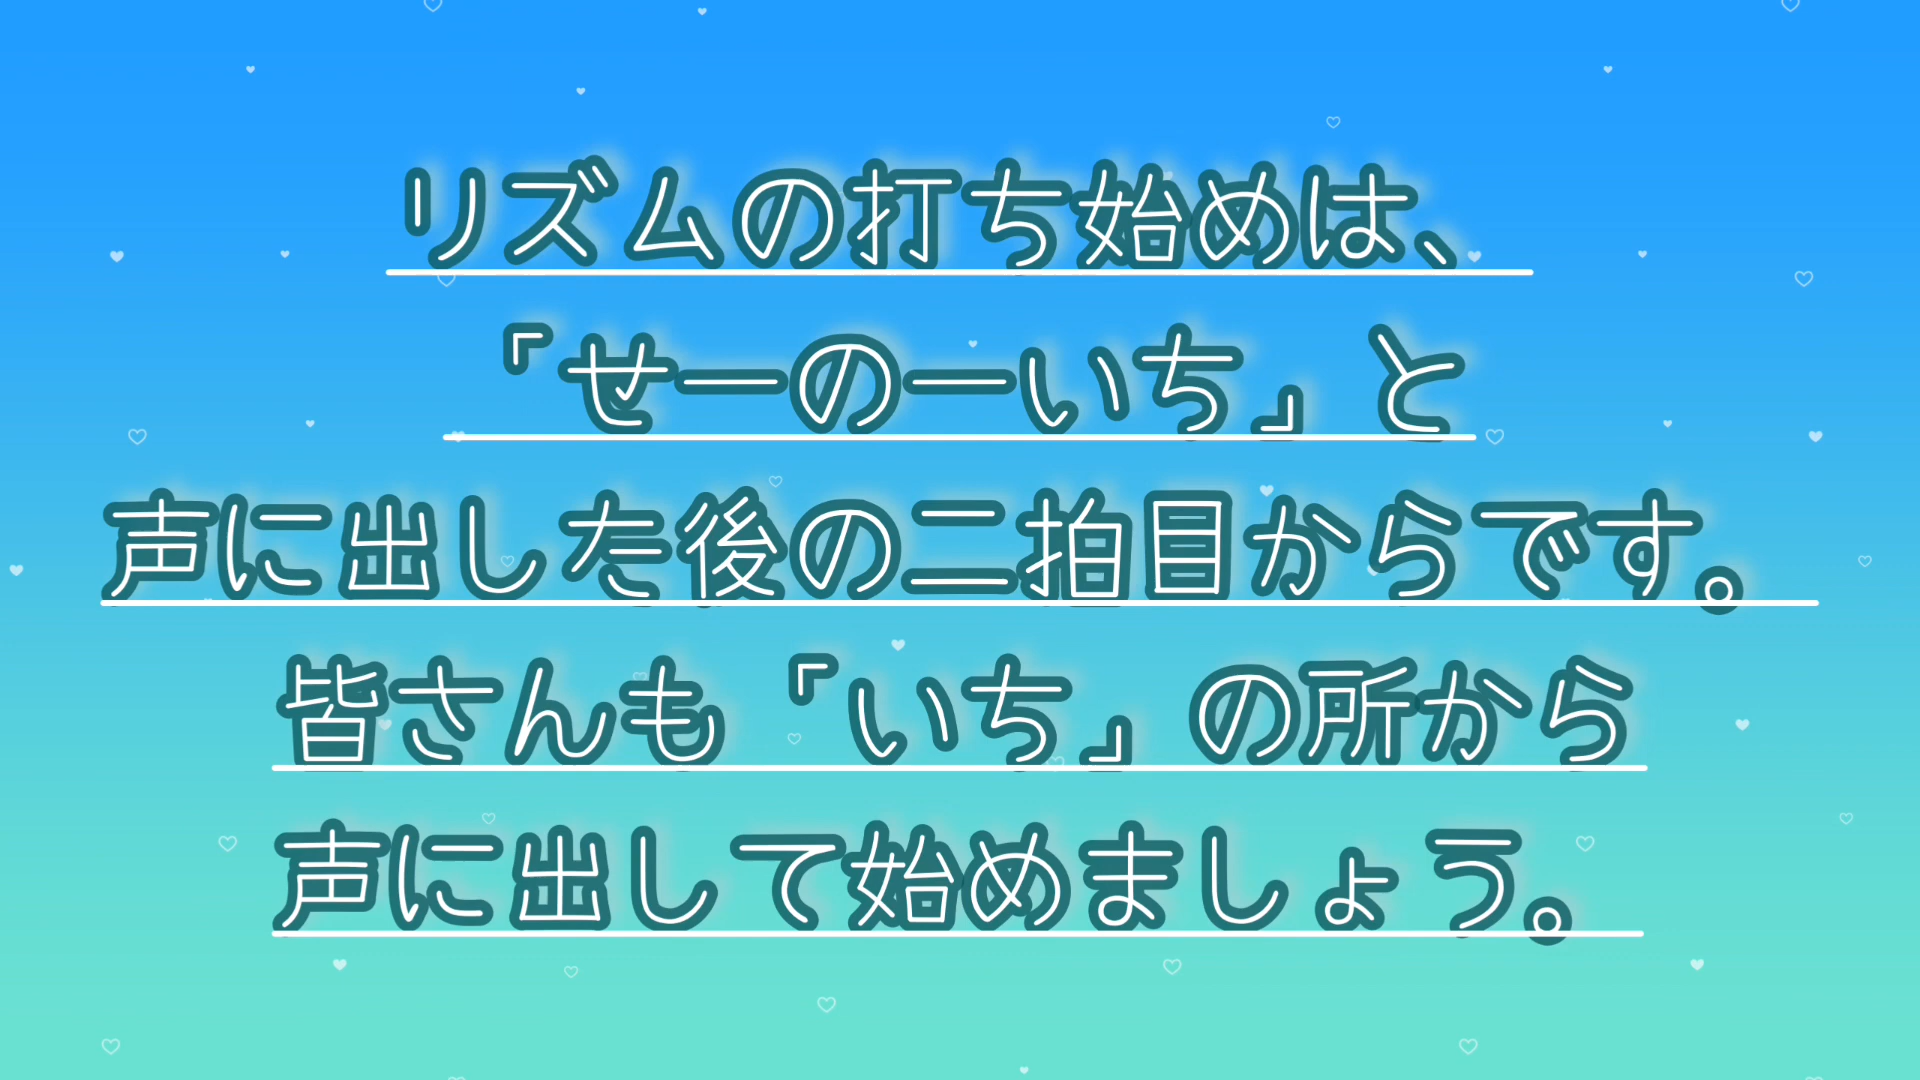 リズムの打ち始めは、
「せーのーいち」と
声に出した後の二拍目からです。
皆さんも「いち」の所から
声に出して始めましょう。